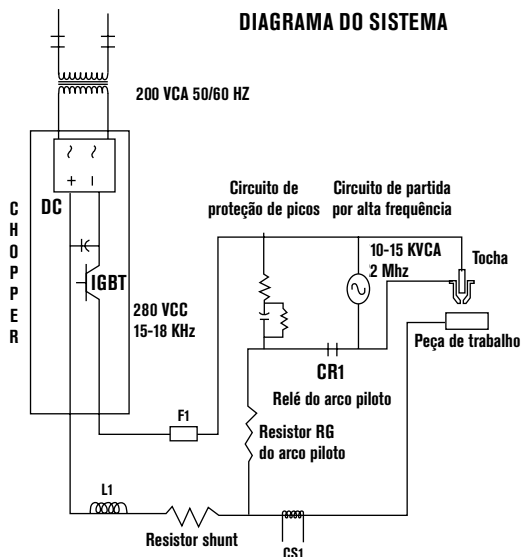 DIAGRAMA DO SISTEMA
200 VCA 50/60 HZ
CHOPPER
~ ~
+ –
DC
IGBT
280 VCC
15-18 KHz
Circuito de
proteção de picos
Circuito de partida
por alta frequência
10-15 KVCA
2 Mhz
Tocha
Peça de trabalho
CR1
Relé do arco piloto
F1
Resistor RG
do arco piloto
L1
Resistor shunt
CS1